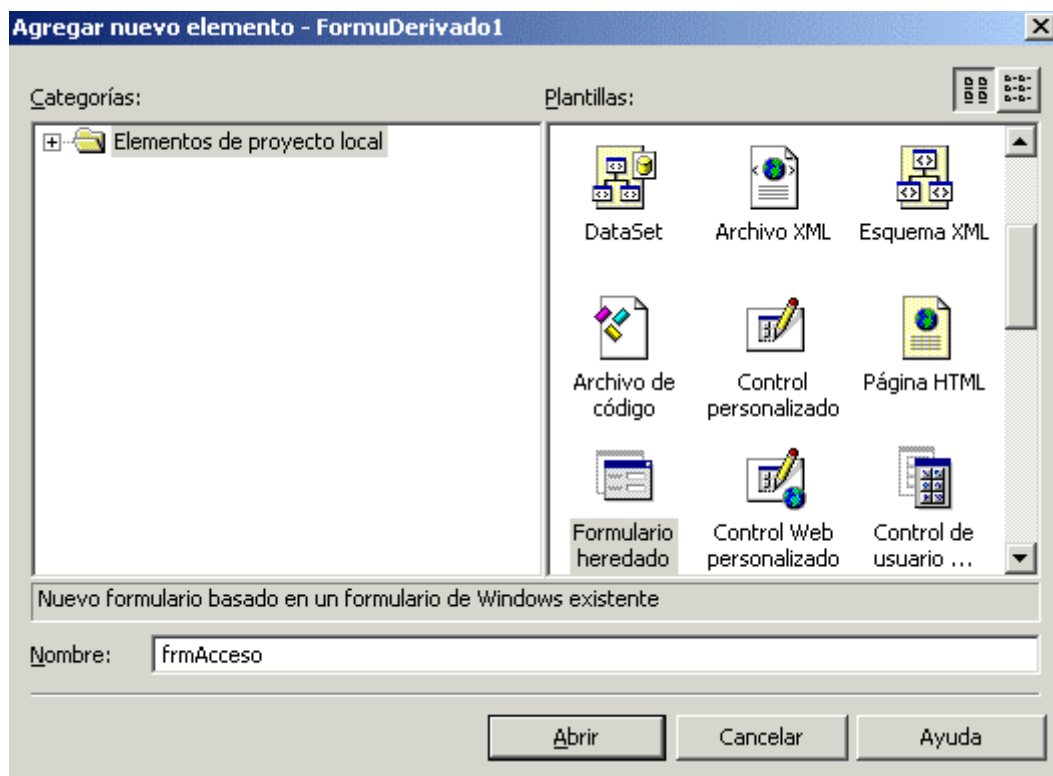 Agregar nuevo elemento - FormuDerivado1
Categorías:
Plantillas:
Elementos de proyecto local
DataSet
Archivo XML
Esquema XML
Archivo de
código
Control
personalizado
Página HTML
Formulario
heredado
Control Web
personalizado
Control de
usuario ...
Nuevo formulario basado en un formulario de Windows existente
Nombre:
frmAcceso
Abrir
Cancelar
Ayuda